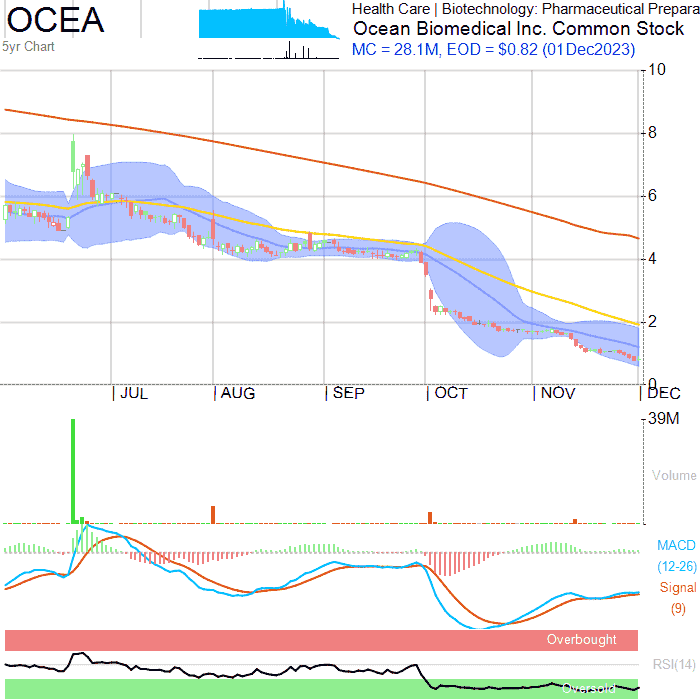 OCEA
5yr Chart
Health Care | Biotechnology: Pharmaceutical Prepara
Ocean Biomedical Inc. Common Stock
MC = 28.1M, EOD = $0.82 (01Dec2023)
10
8
6
4
2
0
JUL
AUG
SEP
OCT
NOV
DEC
39M
Volume
MACD
(12-26)
Signal
(9)
Overbought
RSI(14)
Oversold